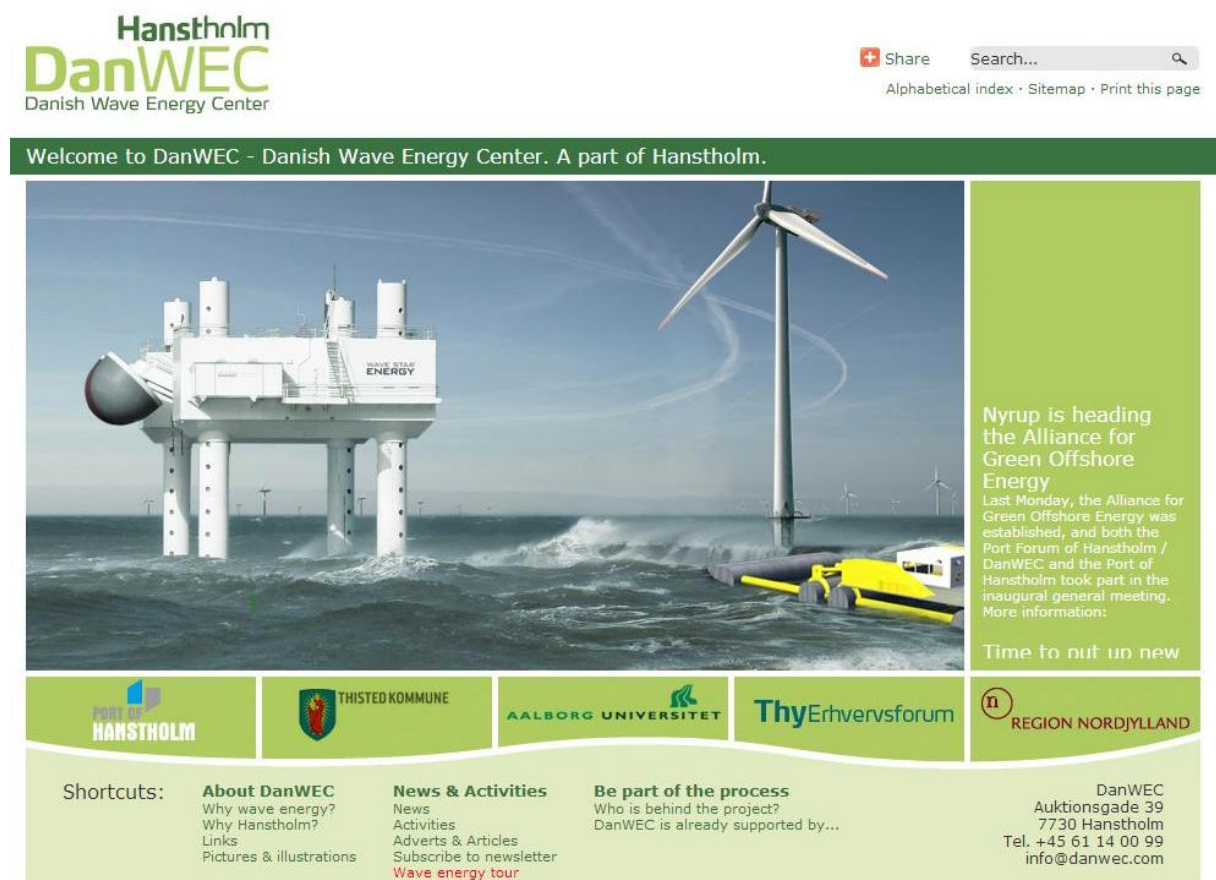 Hanstholm
DanWEC
Danish Wave Energy Center
Share
Search...
Alphabetical index · Sitemap · Print this page
Welcome to DanWEC - Danish Wave Energy Center. A part of Hanstholm.
WAVE STAR
ENERGY
Nyrup is heading
the Alliance for
Green Offshore
Energy
Last Monday, the Alliance for
Green Offshore Energy was
established, and both the
Port Forum of Hanstholm /
DanWEC and the Port of
Hanstholm took part in the
inaugural general meeting.
More information:
Time to put up new
PORT OF
HANSTHOLM
THISTED KOMMUNE
AALBORG UNIVERSITET
ThyErhvervsforum
n
REGION NORDJYLLAND
Shortcuts:
About DanWEC
Why wave energy?
Why Hanstholm?
Links
Pictures & illustrations
News & Activities
News
Activities
Adverts & Articles
Subscribe to newsletter
Wave energy tour
Be part of the process
Who is behind the project?
DanWEC is already supported by...
DanWEC
Auktionsgade 39
7730 Hanstholm
Tel. +45 61 14 00 99
info@danwec.com